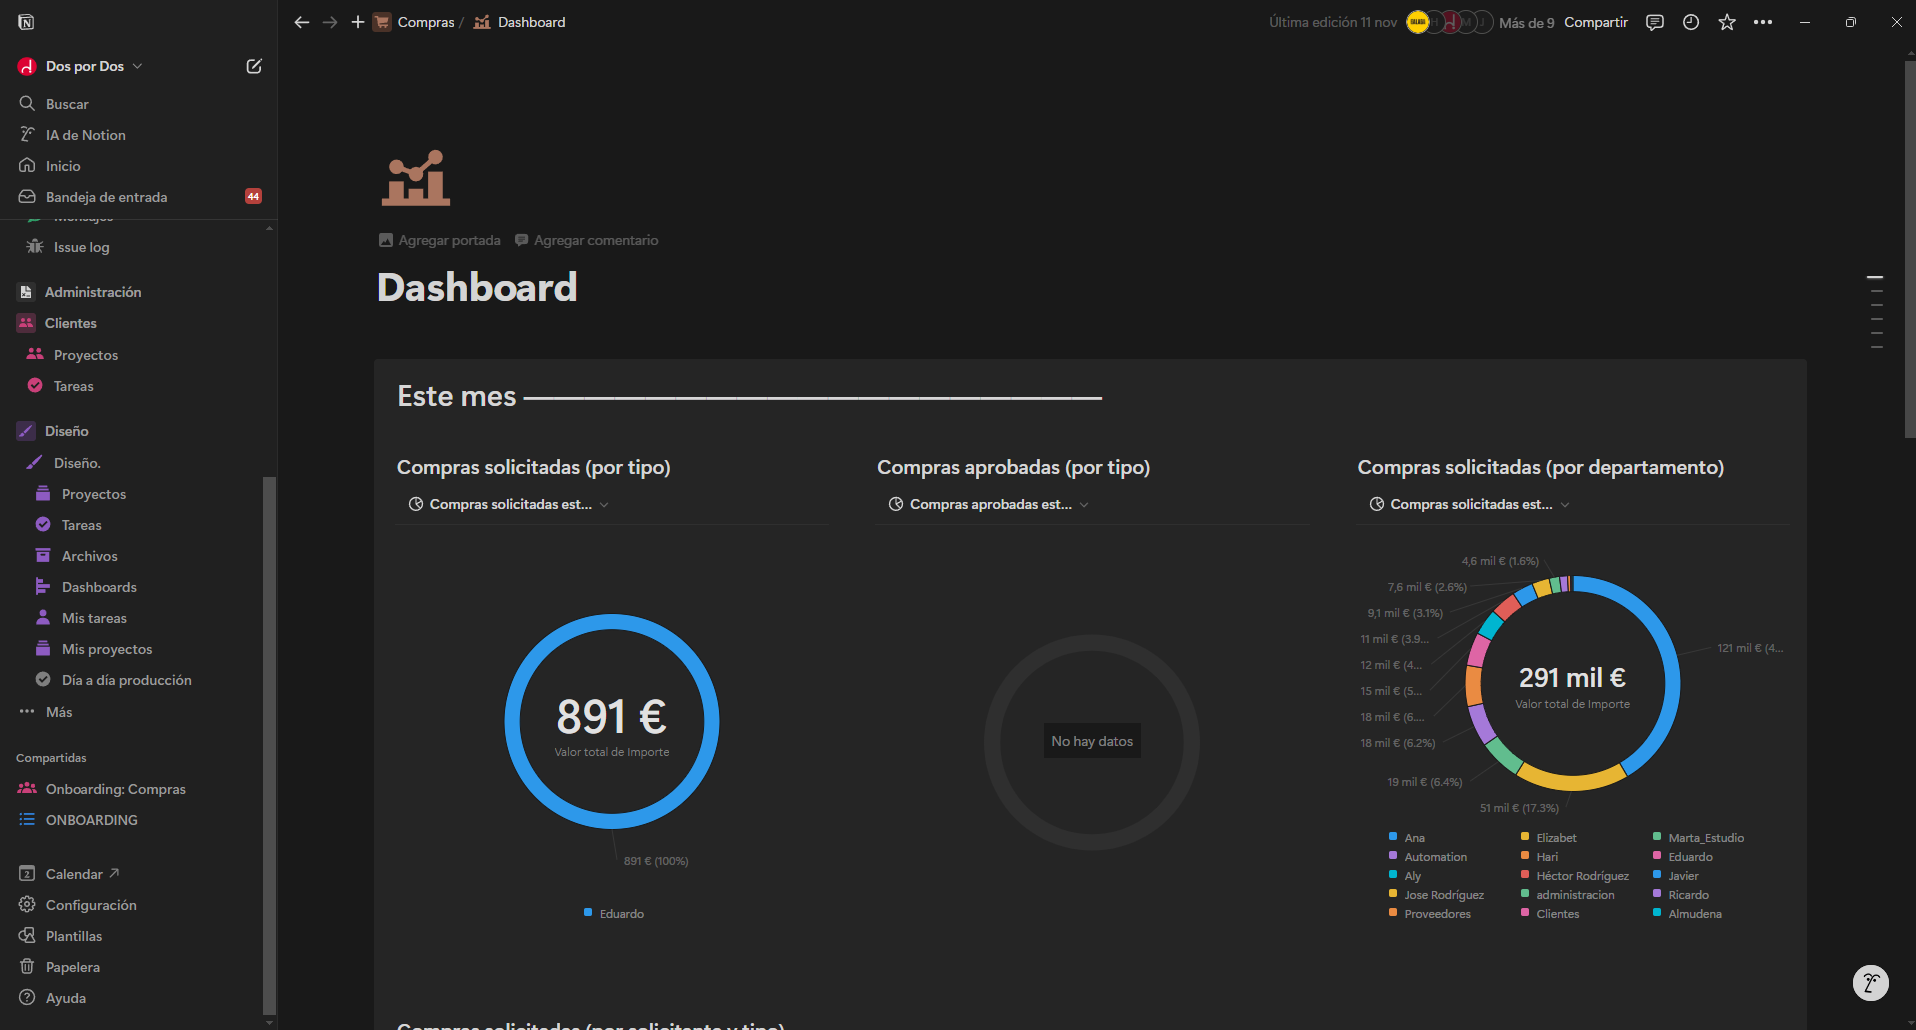 Compras / Dashboard
Última edición 11 nov
Más de 9
Compartir
Dos por Dos
Buscar
IA de Notion
Inicio
Bandeja de entrada 44
Mensajes
Issue log
Administración
Clientes
Proyectos
Tareas
Diseño
Diseño.
Proyectos
Tareas
Archivos
Dashboards
Mis tareas
Mis proyectos
Día a día producción
Más
Compartidas
Onboarding: Compras
ONBOARDING
2 Calendar ↗
Configuración
Plantillas
Papelera
Ayuda
Agregar portada Agregar comentario
Dashboard
Este mes ———————————————————
Compras solicitadas (por tipo)
Compras solicitadas est...
891 €
Valor total de Importe
891 € (100%)
Eduardo
Compras aprobadas (por tipo)
Compras aprobadas est...
No hay datos
Compras solicitadas (por departamento)
Compras solicitadas est...
4,6 mil € (1.6%)
7,6 mil € (2.6%)
9,1 mil € (3.1%)
11 mil € (3.9...
12 mil € (4...
15 mil € (5...
18 mil € (6....
18 mil € (6.2%)
19 mil € (6.4%)
51 mil € (17.3%)
121 mil € (4...
291 mil €
Valor total de Importe
Ana Elizabet Marta_Estudio
Automation Hari Eduardo
Aly Héctor Rodríguez Javier
Jose Rodríguez administracion Ricardo
Proveedores Clientes Almudena
Compras solicitadas (por solicitante y tipo)